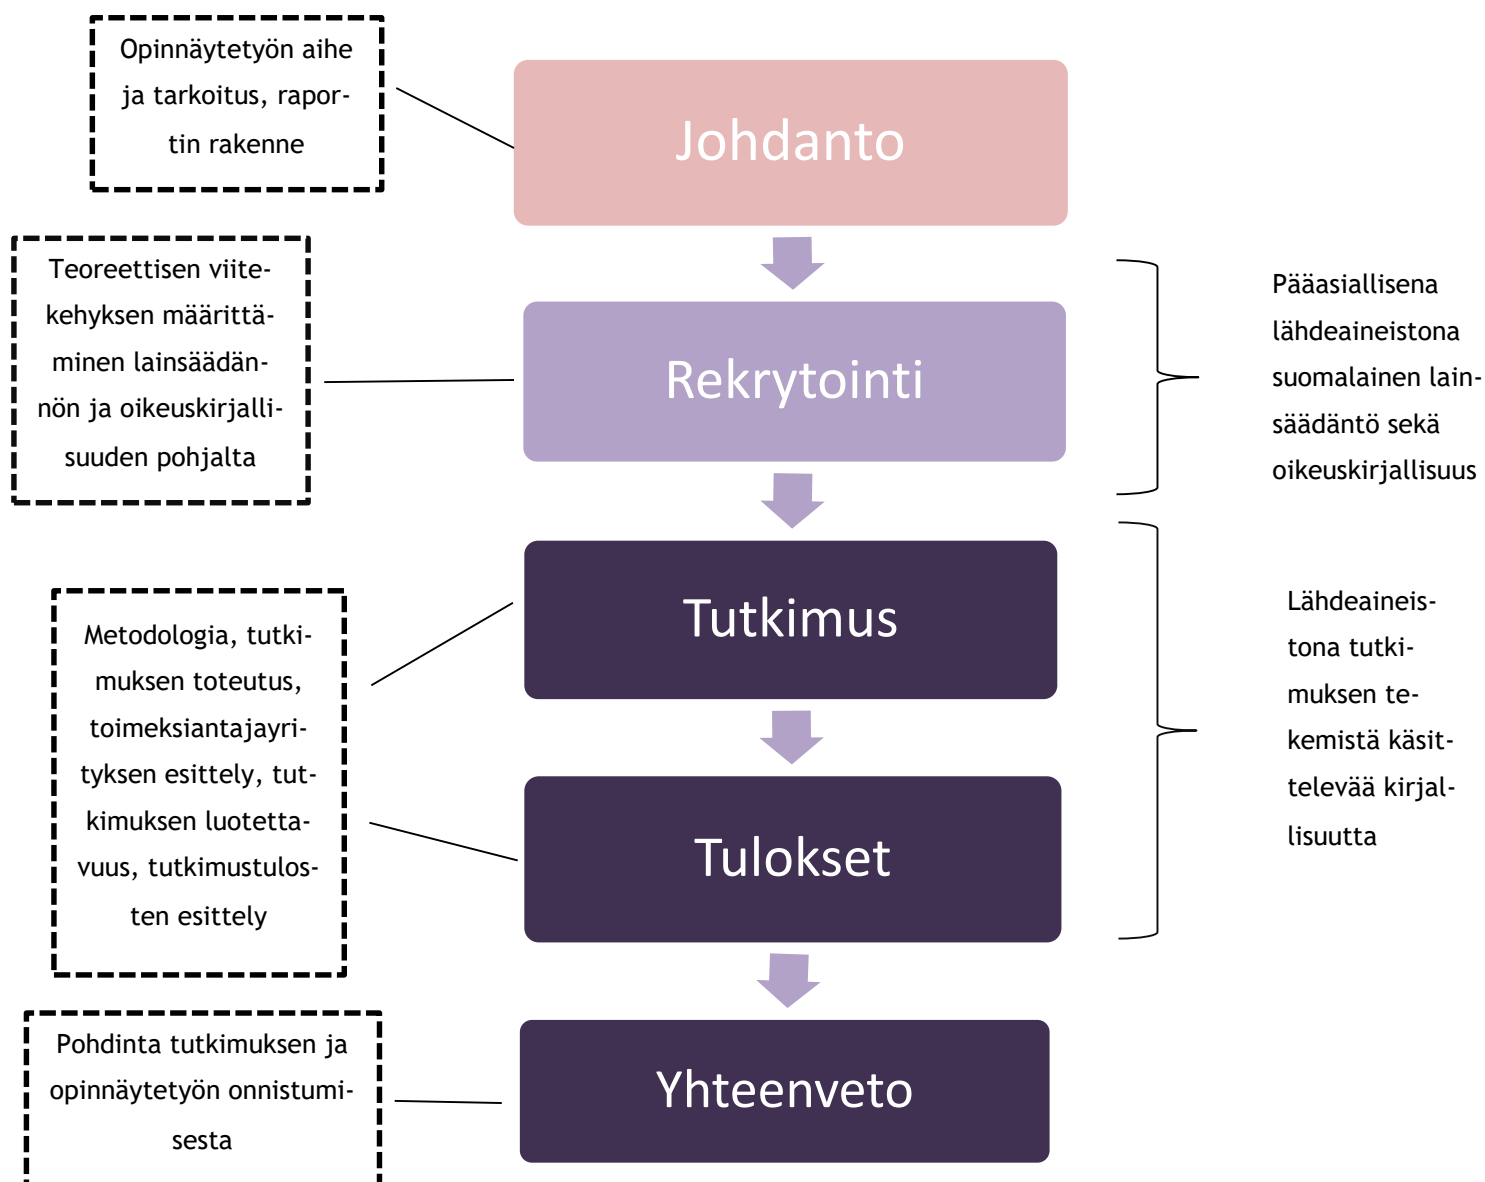 Opinnäytetyön aihe
ja tarkoitus, rapor-
tin rakenne
Johdanto
Teoreettisen viite-
kehyksen määrittä-
minen lainsäädän-
nön ja oikeuskirjalli-
suuden pohjalta
Rekrytointi
Pääasiallisena
lähdeaineistona
suomalainen lain-
säädäntö sekä
oikeuskirjallisuus
Tutkimus
Metodologia, tutki-
muksen toteutus,
toimeksiantajayri-
tyksen esittely, tut-
kimuksen luotetta-
vuus, tutkimustulos-
ten esittely
Tulokset
Lähdeaineis-
tona tutki-
muksen te-
kemistä käsit-
televää kirjal-
lisuutta
Pohdinta tutkimuksen ja
opinnäytetyön onnistumi-
sesta
Yhteenveto